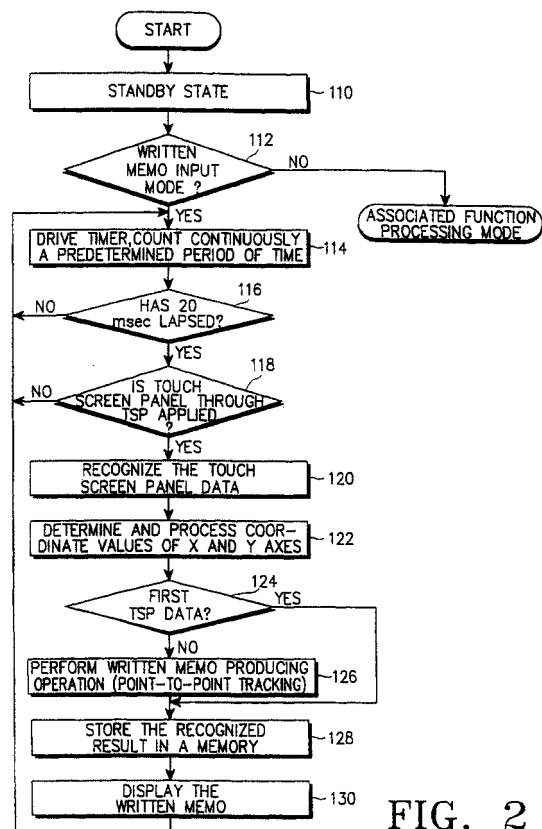 START
STANDBY STATE
110
112
WRITTEN
MEMO INPUT
MODE ?
NO
YES
ASSOCIATED FUNCTION
PROCESSING MODE
DRIVE TIMER,COUNT CONTINUOUSLY
A PREDETERMINED PERIOD OF TIME
114
116
NO
HAS 20
msec LAPSED?
YES
118
NO
IS TOUCH
SCREEN PANEL THROUGH
TSP APPLIED
?
YES
RECOGNIZE THE TOUCH
SCREEN PANEL DATA
120
DETERMINE AND PROCESS COOR-
DINATE VALUES OF X AND Y AXES
122
124
FIRST
TSP DATA?
YES
NO
PERFORM WRITTEN MEMO PRODUCING
OPERATION (POINT-TO-POINT TRACKING)
126
STORE THE RECOGNIZED
RESULT IN A MEMORY
128
DISPLAY THE
WRITTEN MEMO
130
FIG. 2